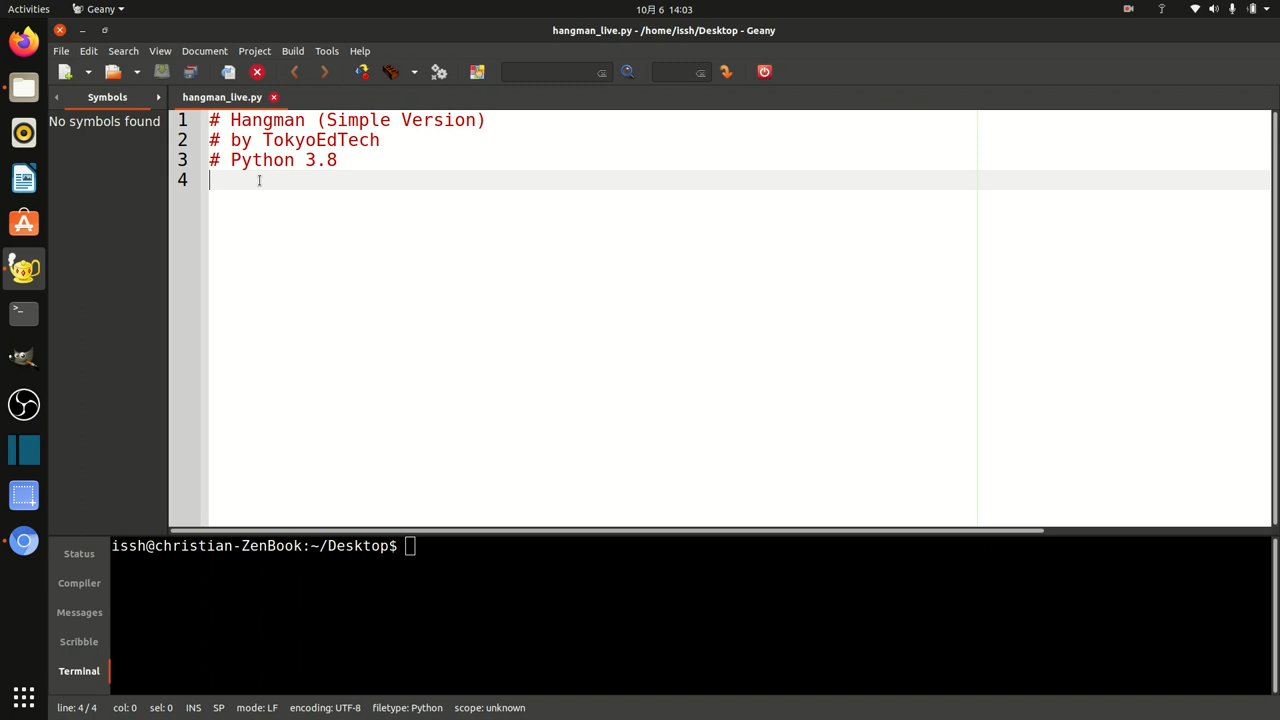 Activities
Geany
10月 6 14:03
hangman_live.py - /home/issh/Desktop - Geany
File Edit Search View Document Project Build Tools Help
Symbols
hangman_live.py
No symbols found
1 # Hangman (Simple Version)
2 # by TokyoEdTech
3 # Python 3.8
4
issh@christian-ZenBook:~/Desktop$
Status
Compiler
Messages
Scribble
Terminal
line: 4 / 4 col: 0 sel: 0 INS SP mode: LF encoding: UTF-8 filetype: Python scope: unknown